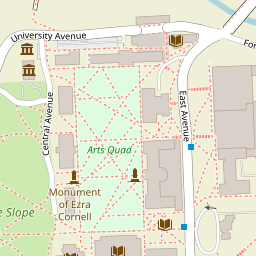 University Avenue
For
East Avenue
Central Avenue
Arts Quad
Monument
of Ezra
Cornell
e Slope